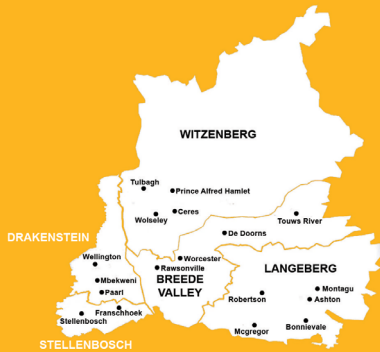 WITZENBERG
Tulbagh
Prince Alfred Hamlet
Ceres
Wolseley
Touws River
De Doorns
DRAKENSTEIN
Wellington
Worcester
Rawsonville
LANGEBERG
BREEDE
VALLEY
Mbekweni
Paarl
Montagu
Robertson
Ashton
Franschhoek
Stellenbosch
Mcgregor
Bonnievale
STELLENBOSCH